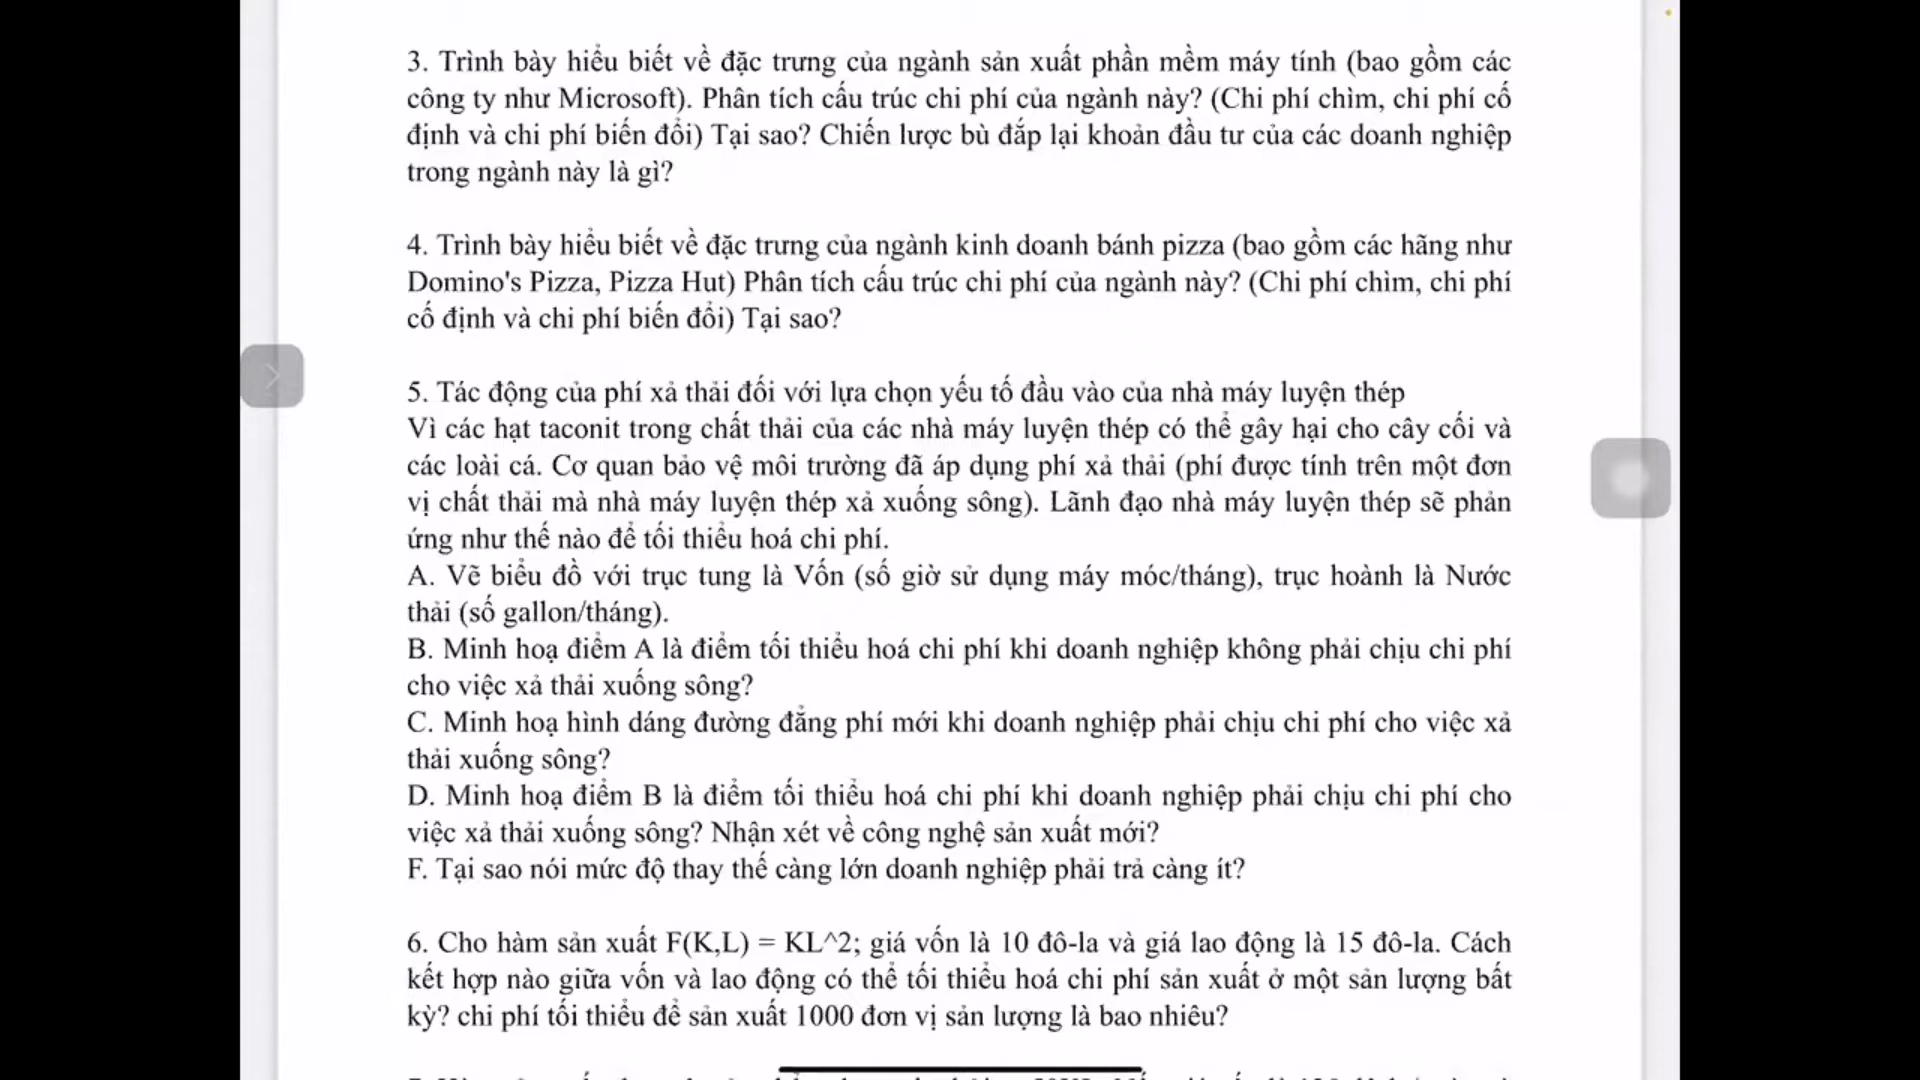 3. Trình bày hiểu biết về đặc trưng của ngành sản xuất phần mềm máy tính (bao gồm các
công ty như Microsoft). Phân tích cấu trúc chi phí của ngành này? (Chi phí chìm, chi phí cố
định và chi phí biến đổi) Tại sao? Chiến lược bù đắp lại khoản đầu tư của các doanh nghiệp
trong ngành này là gì?
4. Trình bày hiểu biết về đặc trưng của ngành kinh doanh bánh pizza (bao gồm các hãng như
Domino's Pizza, Pizza Hut) Phân tích cấu trúc chi phí của ngành này? (Chi phí chìm, chi phí
cố định và chi phí biến đổi) Tại sao?
5. Tác động của phí xả thải đối với lựa chọn yếu tố đầu vào của nhà máy luyện thép
Vì các hạt taconit trong chất thải của các nhà máy luyện thép có thể gây hại cho cây cối và
các loài cá. Cơ quan bảo vệ môi trường đã áp dụng phí xả thải (phí được tính trên một đơn
vị chất thải mà nhà máy luyện thép xả xuống sông). Lãnh đạo nhà máy luyện thép sẽ phản
ứng như thế nào để tối thiểu hoá chi phí.
A. Vẽ biểu đồ với trục tung là Vốn (số giờ sử dụng máy móc/tháng), trục hoành là Nước
thải (số gallon/tháng).
B. Minh hoạ điểm A là điểm tối thiểu hoá chi phí khi doanh nghiệp không phải chịu chi phí
cho việc xả thải xuống sông?
C. Minh hoạ hình dáng đường đẳng phí mới khi doanh nghiệp phải chịu chi phí cho việc xả
thải xuống sông?
D. Minh hoạ điểm B là điểm tối thiểu hoá chi phí khi doanh nghiệp phải chịu chi phí cho
việc xả thải xuống sông? Nhận xét về công nghệ sản xuất mới?
F. Tại sao nói mức độ thay thế càng lớn doanh nghiệp phải trả càng ít?
6. Cho hàm sản xuất F(K,L) = KL^2; giá vốn là 10 đô-la và giá lao động là 15 đô-la. Cách
kết hợp nào giữa vốn và lao động có thể tối thiểu hoá chi phí sản xuất ở một sản lượng bất
kỳ? chi phí tối thiểu để sản xuất 1000 đơn vị sản lượng là bao nhiêu?